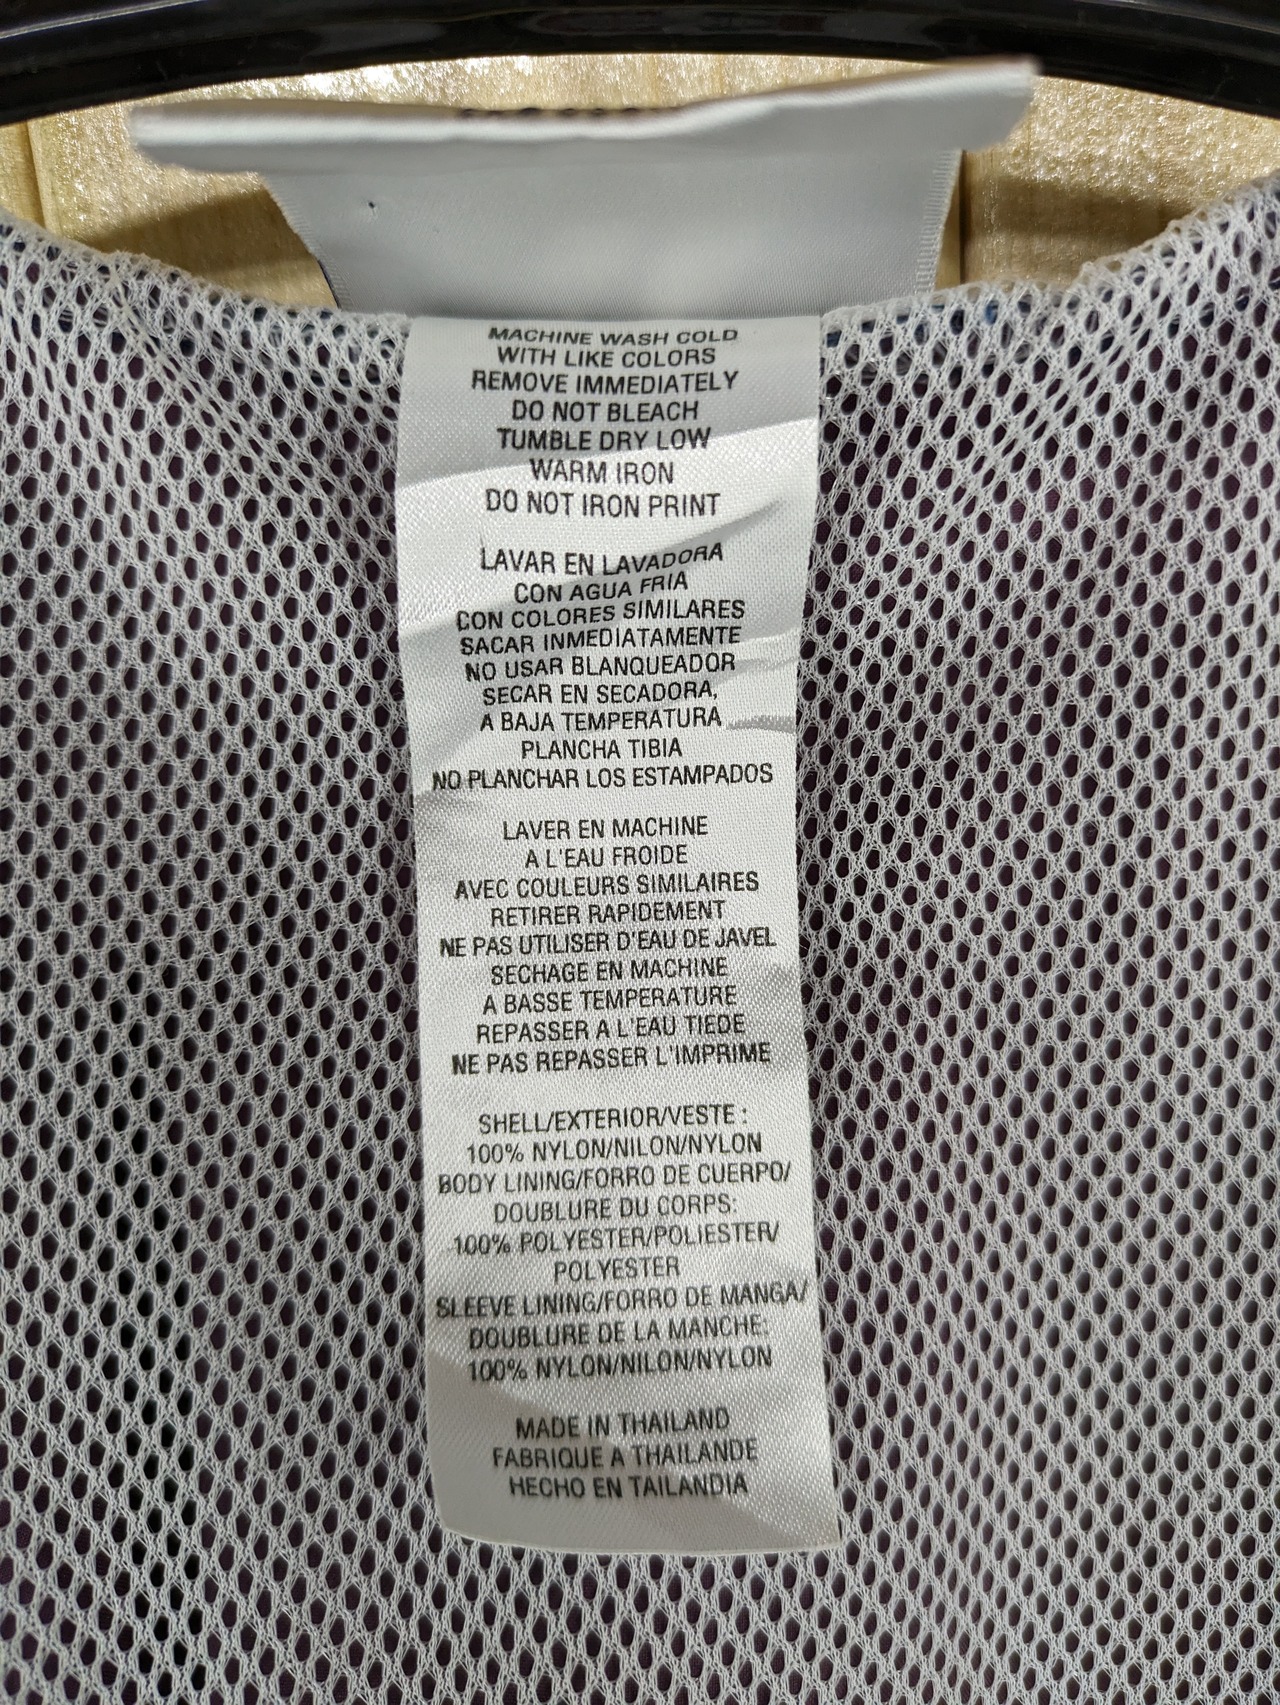 MACHINE WASH COLD
WITH LIKE COLORS
REMOVE IMMEDIATELY
DO NOT BLEACH
TUMBLE DRY LOW
WARM IRON
DO NOT IRON PRINT
LAVAR EN LAVADORA
CON AGUA FRIA
CON COLORES SIMILARES
SACAR INMEDIATAMENTE
NO USAR BLANQUEADOR
SECAR EN SECADORA,
A BAJA TEMPERATURA
PLANCHA TIBIA
NO PLANCHAR LOS ESTAMPADOS
LAVER EN MACHINE
A L'EAU FROIDE
AVEC COULEURS SIMILAIRES
RETIRER RAPIDEMENT
NE PAS UTILISER D'EAU DE JAVEL
SECHAGE EN MACHINE
A BASSE TEMPERATURE
REPASSER A L'EAU TIEDE
NE PAS REPASSER L'IMPRIME
SHELL/EXTERIOR/VESTE :
100% NYLON/NILON/NYLON
BODY LINING/FORRO DE CUERPO/
DOUBLURE DU CORPS:
100% POLYESTER/POLIESTER/
POLYESTER
SLEEVE LINING/FORRO DE MANGA/
DOUBLURE DE LA MANCHE:
100% NYLON/NILON/NYLON
MADE IN THAILAND
FABRIQUE A THAILANDE
HECHO EN TAILANDIA